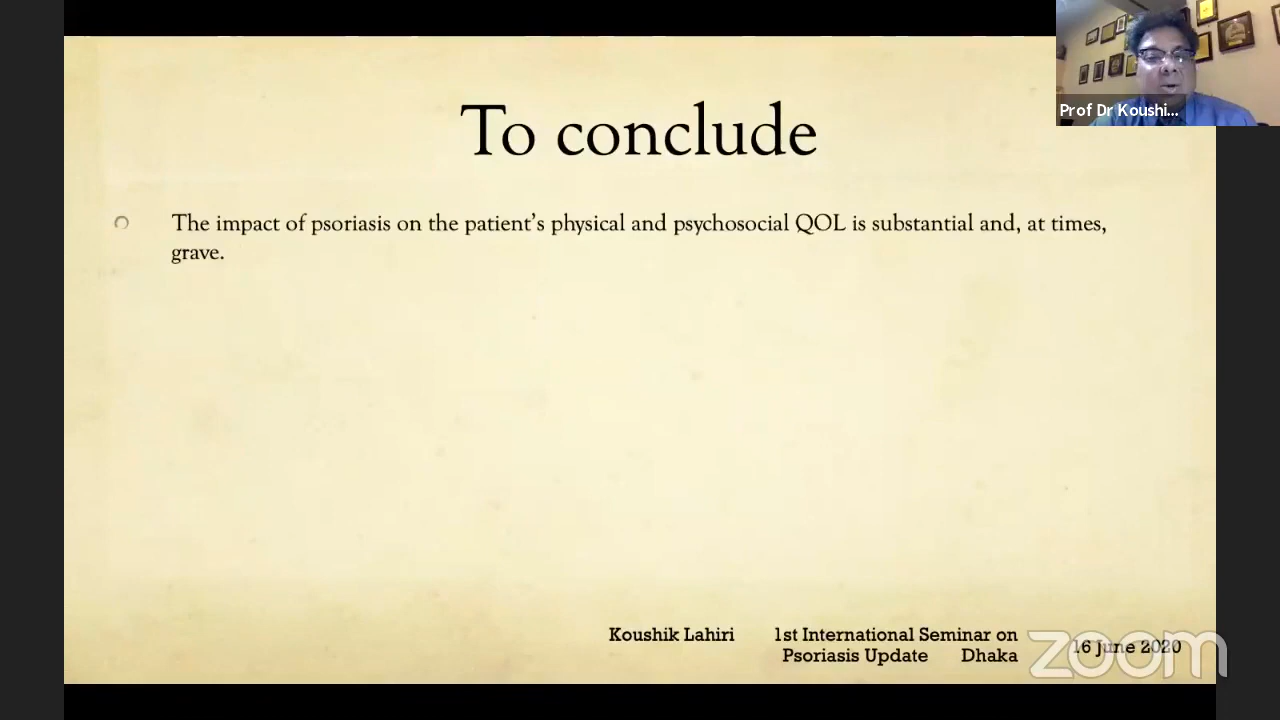 Prof Dr Koushi...
To conclude
The impact of psoriasis on the patient's physical and psychosocial QOL is substantial and, at times,
grave.
Koushik Lahiri 1st International Seminar on
Psoriasis Update Dhaka
16 June 2020
zoom